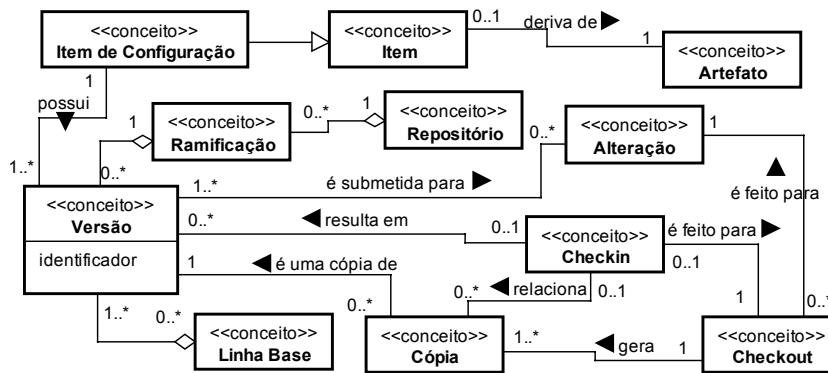 <<conceito>>
Item de Configuração
<<conceito>>
Item
0..1
deriva de
1
<<conceito>>
Artefato
1
possui
1..*
1
0..*
<<conceito>>
Ramificação
0..*
1
<<conceito>>
Repositório
0..*
<<conceito>>
Alteração
1
é feito para
0..*
<<conceito>>
Versão
identificador
1..*
é submetida para
0..*
resulta em
0..1
<<conceito>>
Checkin
é feito para
0..1
1
1
é uma cópia de
0..*
0..*
relaciona
0..1
1..*
0..*
<<conceito>>
Linha Base
<<conceito>>
Cópia
1..*
gera
1
<<conceito>>
Checkout